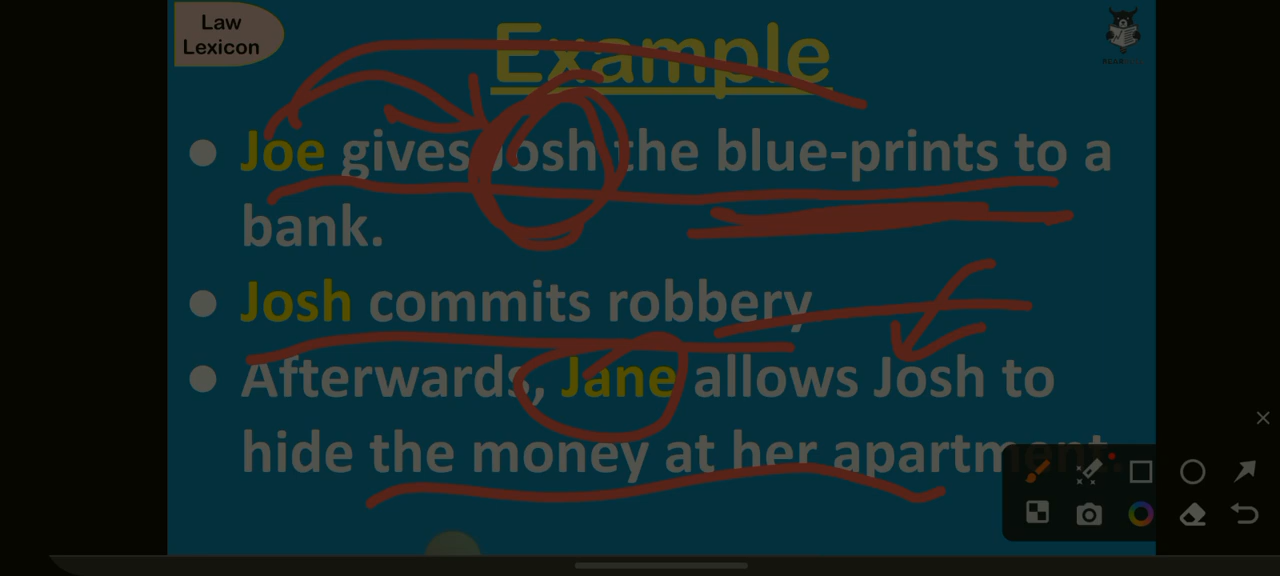 Law
Lexicon
Example
Joe gives Josh the blue-prints to a
bank.
Josh commits robbery
Afterwards, Jane allows Josh to
hide the money at her apartment.